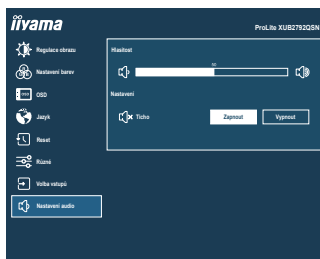 iiyama
ProLite XUB2792QSN
Regulace obrazu
Nastavení barev
OSD
Jazyk
Reset
Různé
Volba vstupů
Nastavení audio
Hlasitost
50
Nastavení
Ticho
Zapnout
Vypnout